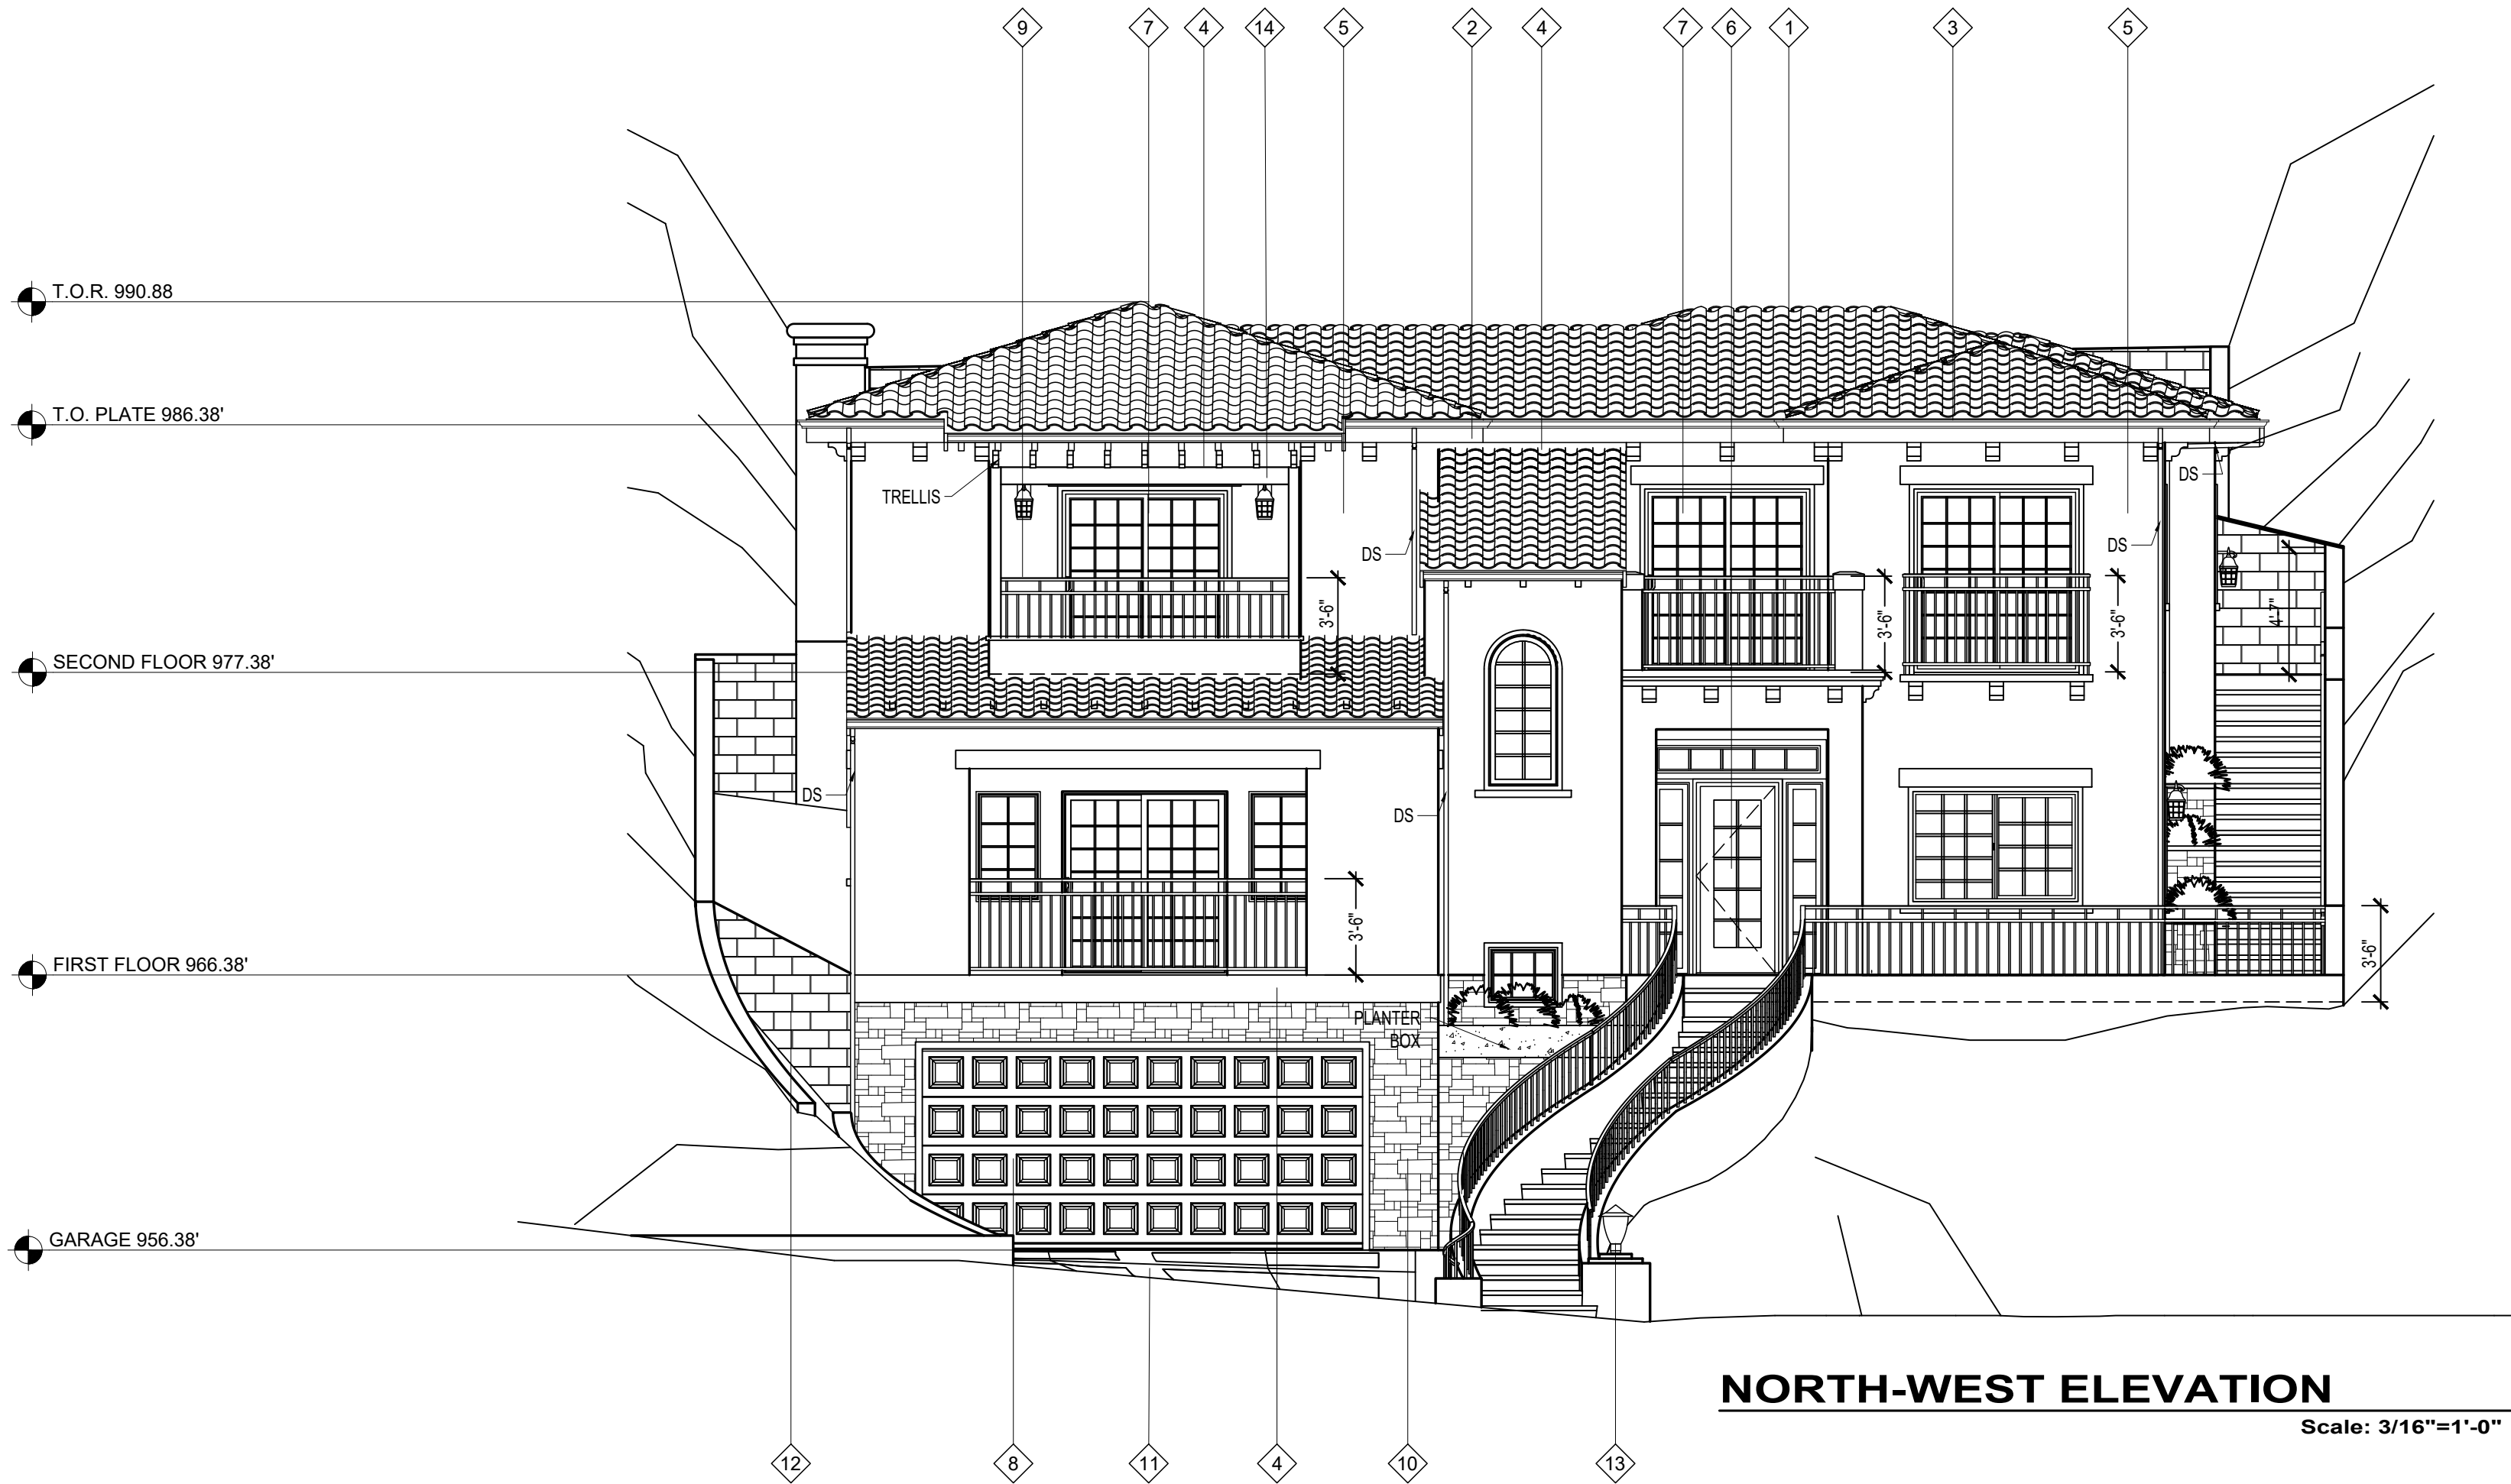 9 7 4 14 5 2 4 7 6 1 3 5
T.O.R. 990.88
T.O. PLATE 986.38'
DS
TRELLIS
DS
DS
4'-7"
3'-6"
3'-6"
3'-6"
SECOND FLOOR 977.38'
DS
DS
3'-6"
3'-6"
FIRST FLOOR 966.38'
PLANTER
BOX
GARAGE 956.38'
NORTH-WEST ELEVATION
Scale: 3/16"=1'-0"
12 8 11 4 10 13